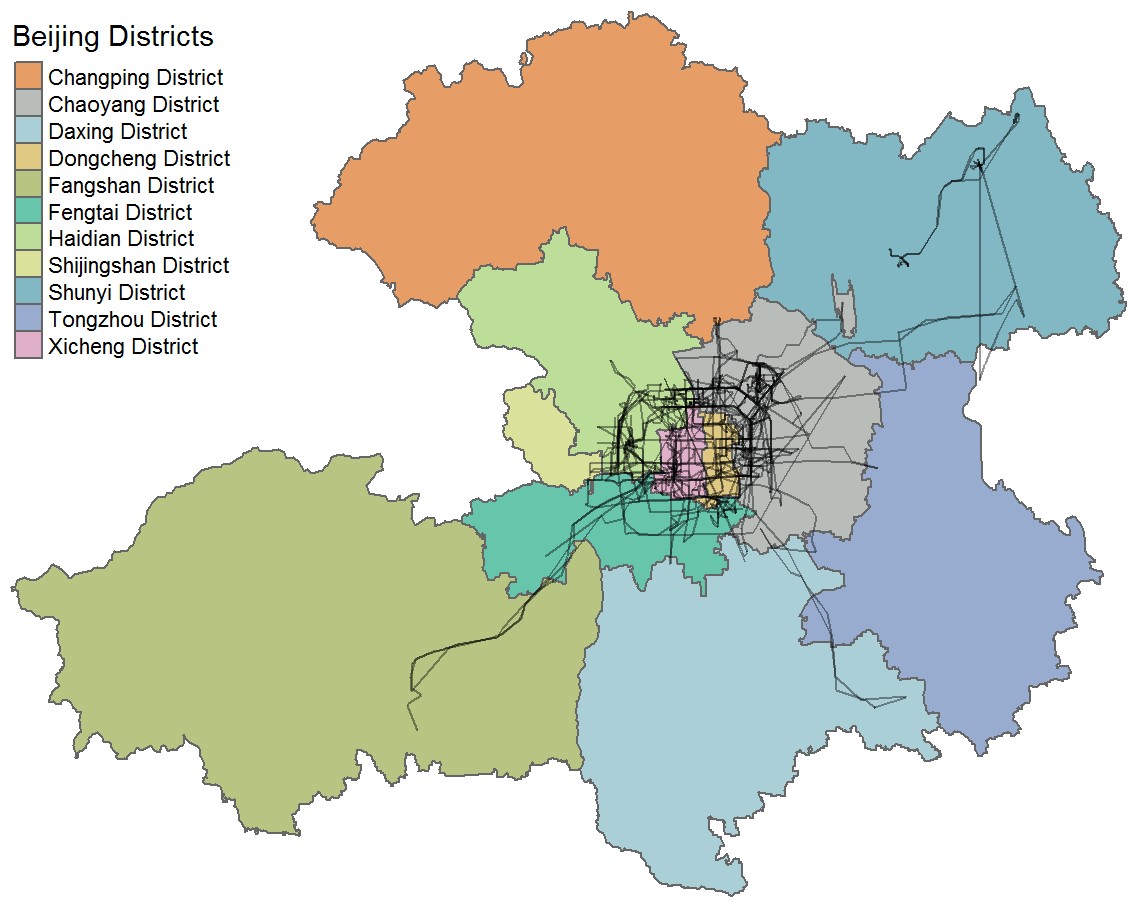 Beijing Districts
Changping District
Chaoyang District
Daxing District
Dongcheng District
Fangshan District
Fengtai District
Haidian District
Shijingshan District
Shunyi District
Tongzhou District
Xicheng District